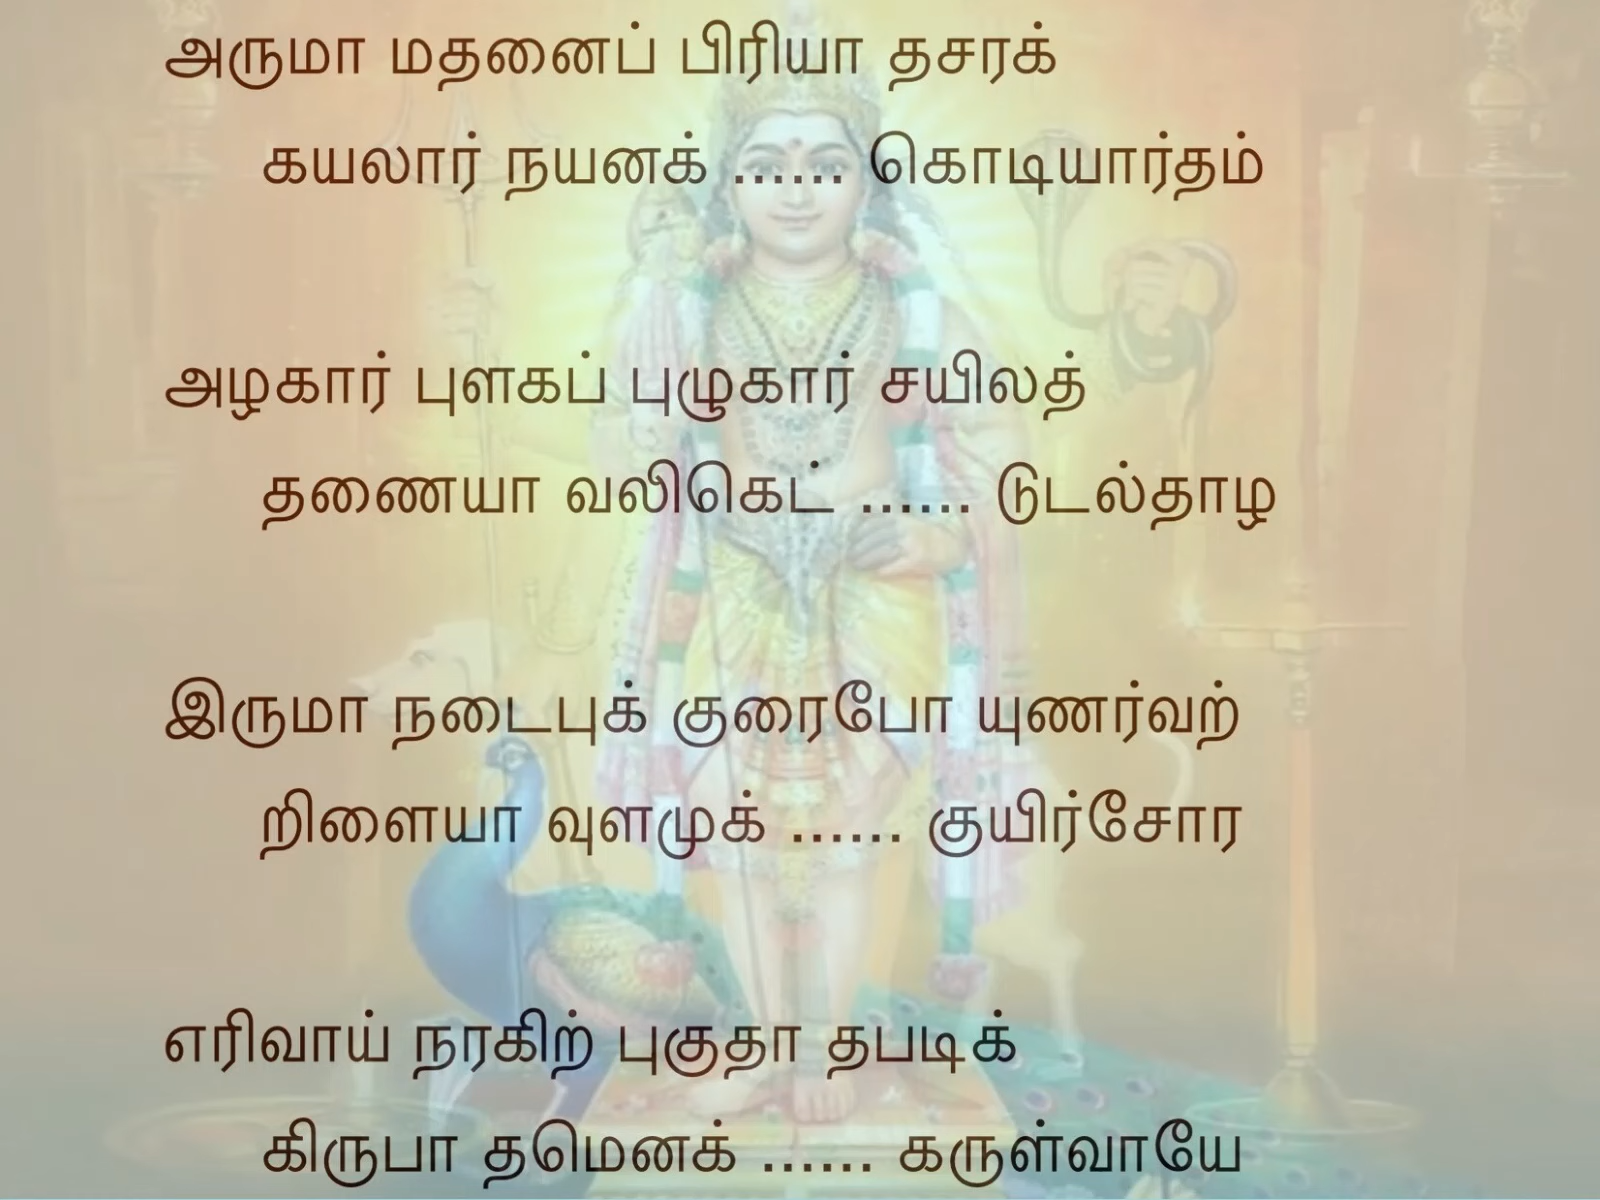 அருமா மதனைப் பிரியா தசரக்
கயலார் நயனக் ...... கொடியார்தம்
அழகார் புளகப் புழுகார் சயிலத்
தணையா வலிகெட் ...... டுடல்தாழ
இருமா நடைபுக் குரைபோ யுணர்வற்
றிளையா வுளமுக் ...... குயிர்சோர
எரிவாய் நரகிற் புகுதா தபடிக்
கிருபா தமெனக் ...... கருள்வாயே